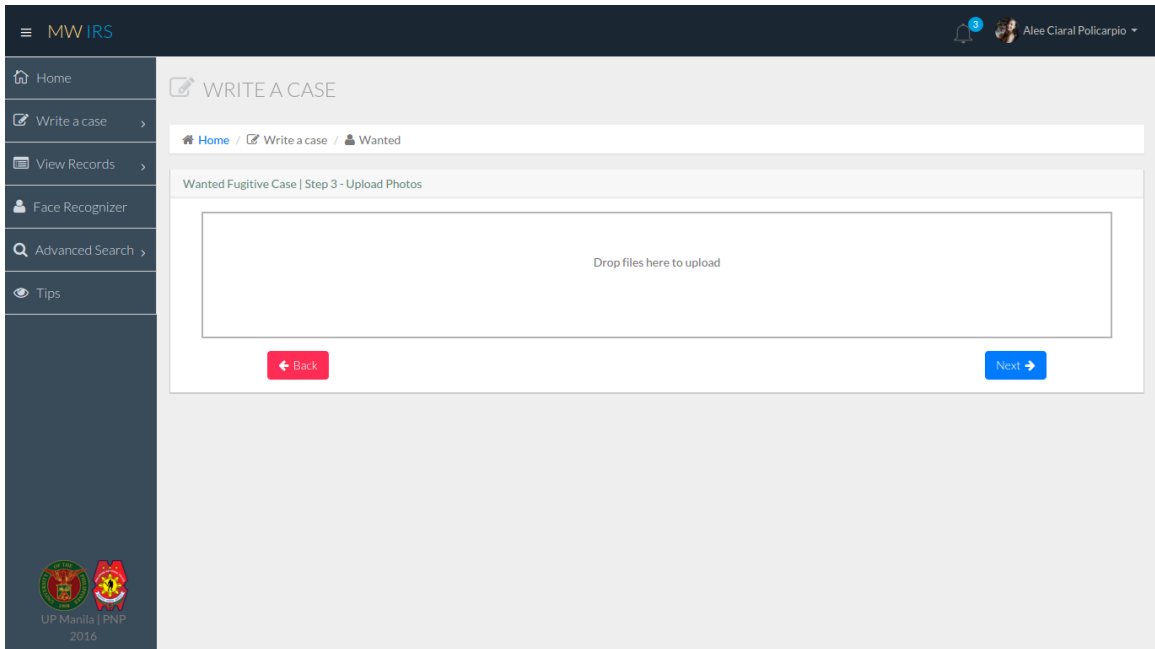 MW IRS
3
Alee Ciaral Policarpio
Home
Write a case
View Records
Face Recognizer
Advanced Search
Tips
WRITE A CASE
Home / Write a case / Wanted
Wanted Fugitive Case | Step 3 - Upload Photos
Drop files here to upload
Back
Next
UP Manila | PNP
2016